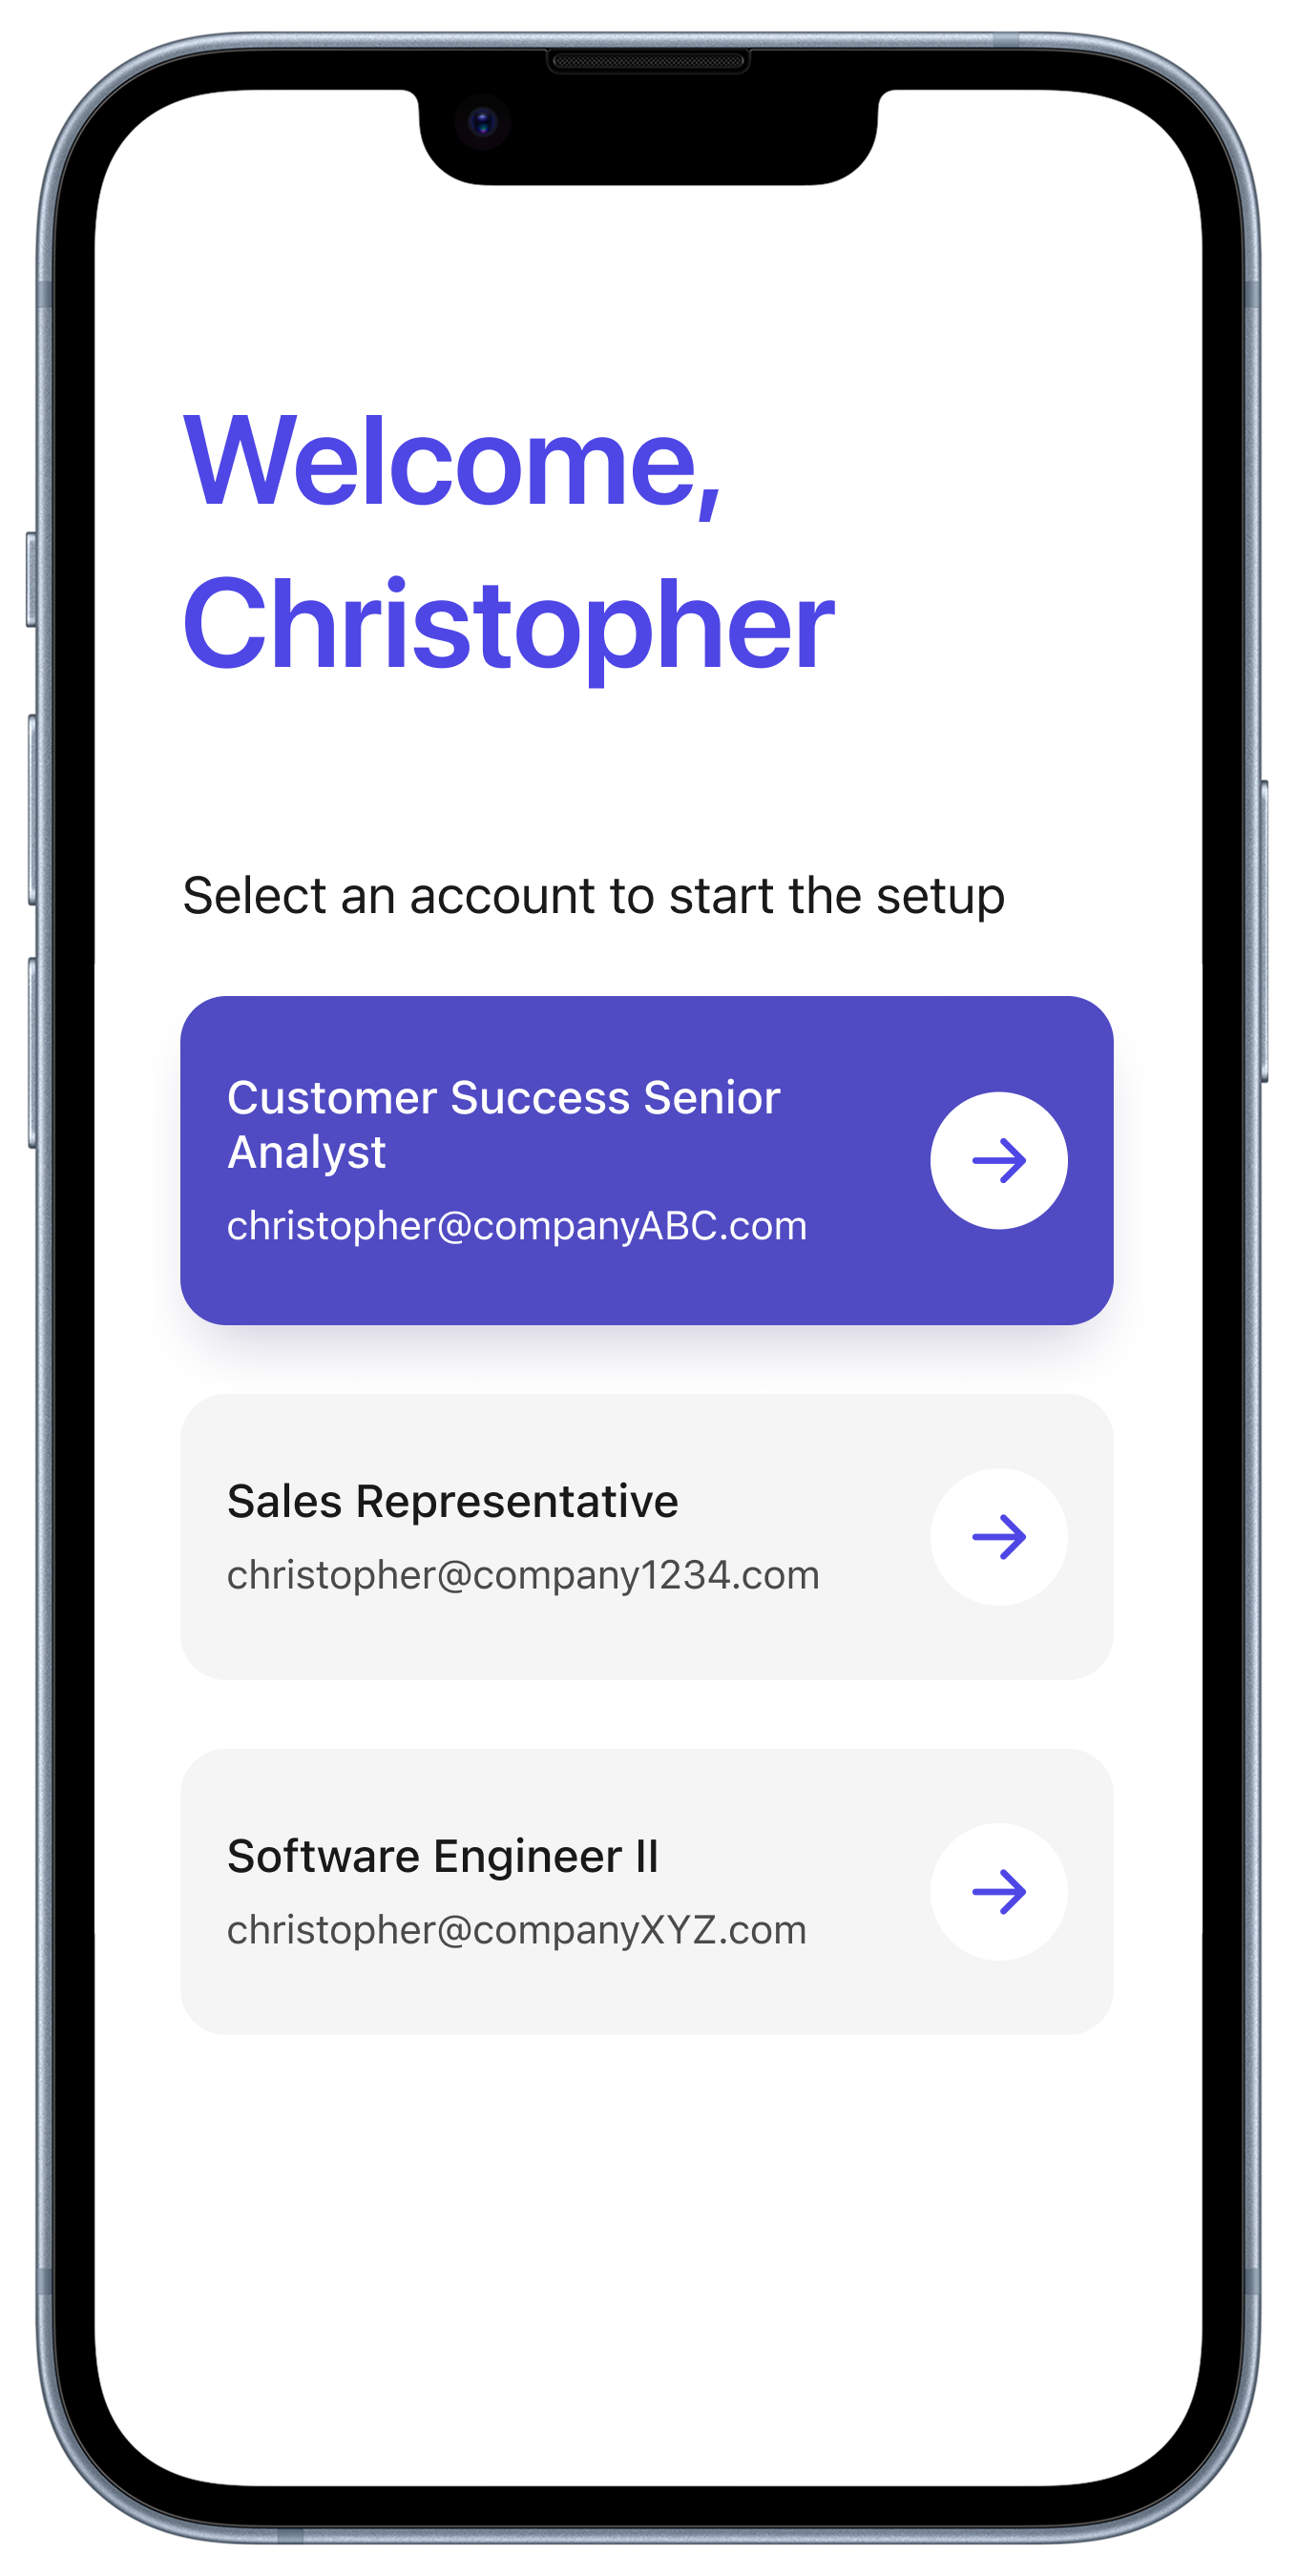 Welcome,
Christopher
Select an account to start the setup
Customer Success Senior
Analyst
christopher@companyABC.com
Sales Representative
christopher@company1234.com
Software Engineer II
christopher@companyXYZ.com